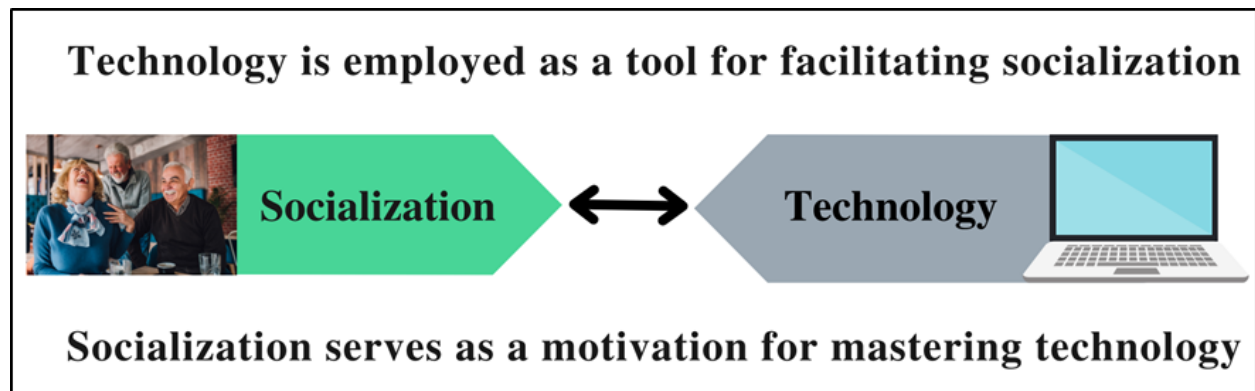 Technology is employed as a tool for facilitating socialization
Socialization
Technology
Socialization serves as a motivation for mastering technology